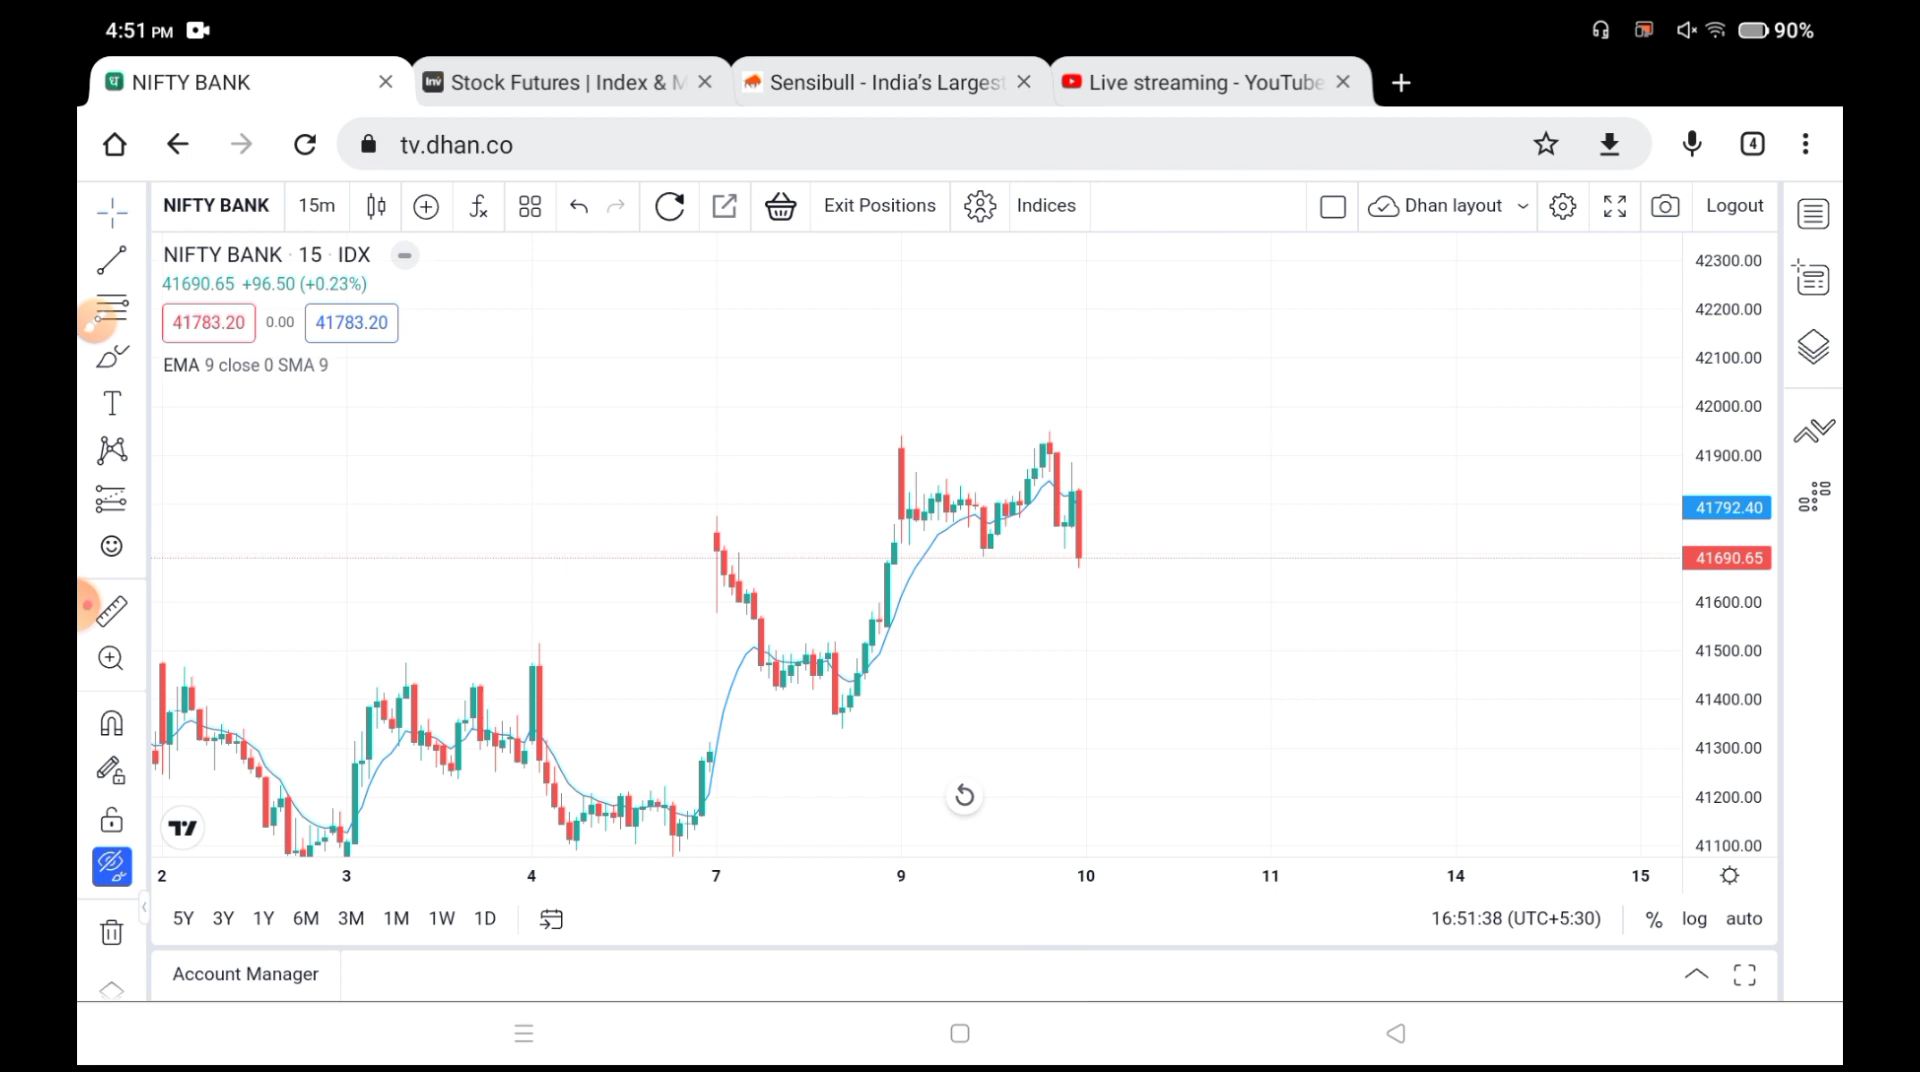 4:51 PM
90%
NIFTY BANK
Stock Futures | Index & M
Sensibull - India's Largest
Live streaming - YouTube
tv.dhan.co
4
NIFTY BANK 15m Exit Positions Indices Dhan layout Logout
NIFTY BANK · 15 · IDX
41690.65 +96.50 (+0.23%)
41783.20 0.00 41783.20
EMA 9 close 0 SMA 9
42300.00
42200.00
42100.00
42000.00
41900.00
41792.40
41690.65
41600.00
41500.00
41400.00
41300.00
41200.00
41100.00
2 3 4 7 9 10 11 14 15
5Y 3Y 1Y 6M 3M 1M 1W 1D 16:51:38 (UTC+5:30) % log auto
Account Manager